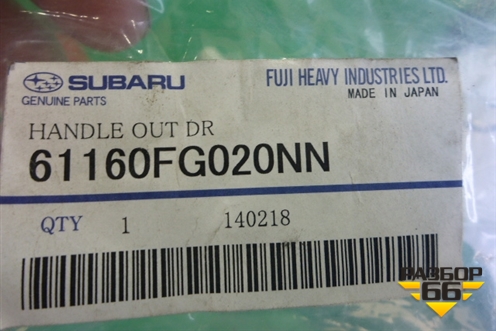 SUBARU
GENUINE PARTS
FUJI HEAVY INDUSTRIES LTD.
MADE IN JAPAN
HANDLE OUT DR
61160FG020NN
QTY 1 140218
РАЗБОР
66